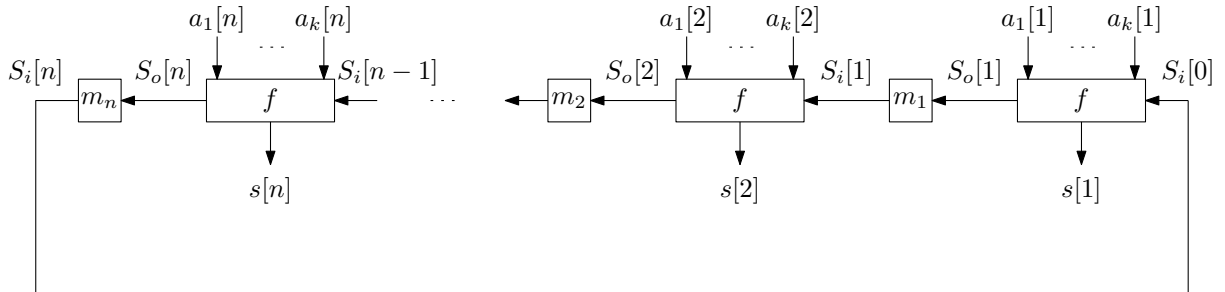 a_1[n] a_k[n] a_1[2] a_k[2] a_1[1] a_k[1]
... ... ...
S_i[n] S_o[n] S_i[n − 1] S_o[2] S_i[1] S_o[1] S_i[0]
m_n f ... m_2 f m_1 f
s[n] s[2] s[1]